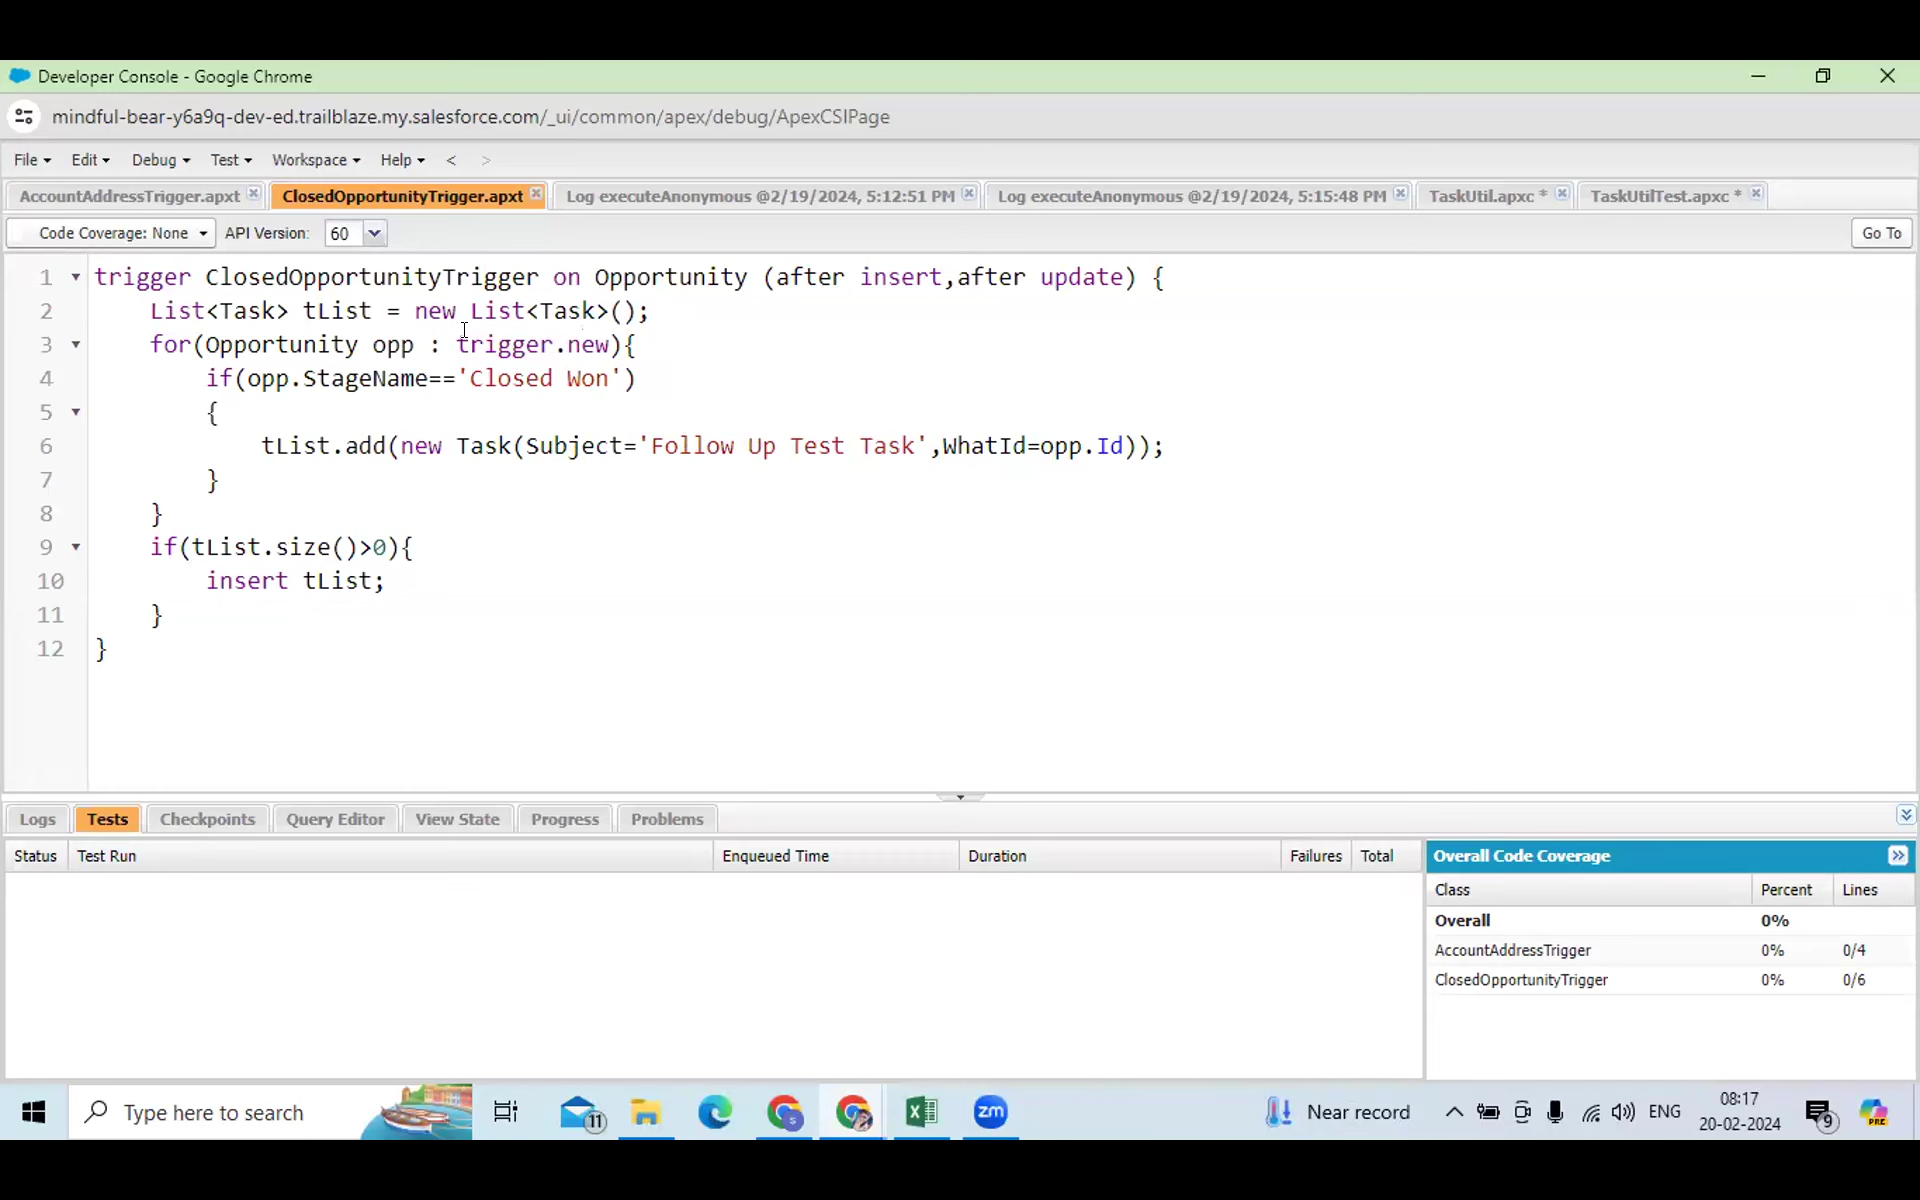 Developer Console - Google Chrome
mindful-bear-y6a9q-dev-ed.trailblaze.my.salesforce.com/_ui/common/apex/debug/ApexCSIPage
File Edit Debug Test Workspace Help < >
AccountAddressTrigger.apxt ClosedOpportunityTrigger.apxt Log executeAnonymous @2/19/2024, 5:12:51 PM Log executeAnonymous @2/19/2024, 5:15:48 PM TaskUtil.apxc * TaskUtilTest.apxc *
Code Coverage: None API Version: 60 Go To
1 trigger ClosedOpportunityTrigger on Opportunity (after insert,after update) {
2 List<Task> tList = new List<Task>();
3 for(Opportunity opp : trigger.new){
4 if(opp.StageName=='Closed Won')
5 {
6 tList.add(new Task(Subject='Follow Up Test Task',WhatId=opp.Id));
7 }
8 }
9 if(tList.size()>0){
10 insert tList;
11 }
12 }
Logs Tests Checkpoints Query Editor View State Progress Problems
Status Test Run Enqueued Time Duration Failures Total
Overall Code Coverage
Class Percent Lines
Overall 0%
AccountAddressTrigger 0% 0/4
ClosedOpportunityTrigger 0% 0/6
Type here to search 11 zm Near record ENG 08:17 9 PRE
20-02-2024